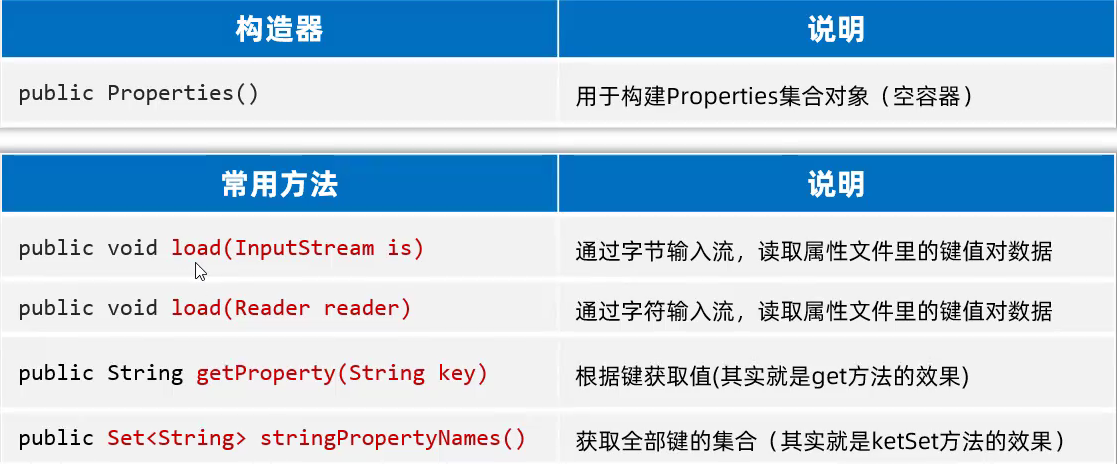 构造器 说明
public Properties() 用于构建Properties集合对象（空容器）
常用方法 说明
public void load(InputStream is) 通过字节输入流，读取属性文件里的键值对数据
public void load(Reader reader) 通过字符输入流，读取属性文件里的键值对数据
public String getProperty(String key) 根据键获取值(其实就是get方法的效果)
public Set<String> stringPropertyNames() 获取全部键的集合（其实就是ketSet方法的效果）